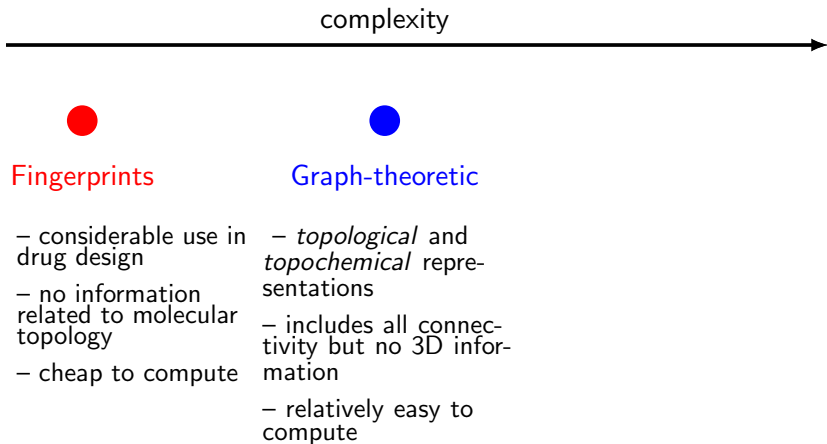 complexity
Fingerprints
– considerable use in
drug design
– no information
related to molecular
topology
– cheap to compute
Graph-theoretic
– topological and
topochemical repre-
sentations
– includes all connec-
tivity but no 3D infor-
mation
– relatively easy to
compute